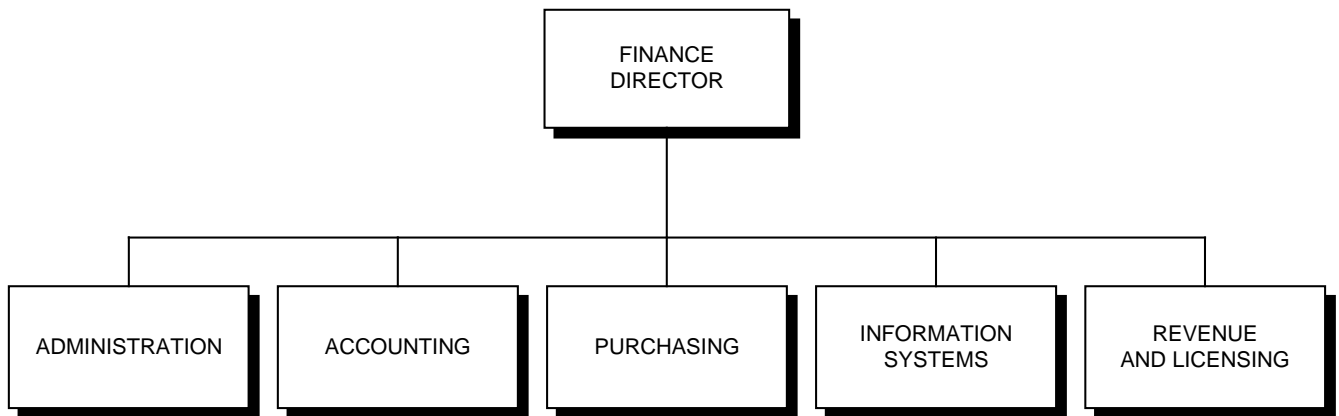 FINANCE
DIRECTOR
ADMINISTRATION
ACCOUNTING
PURCHASING
INFORMATION
SYSTEMS
REVENUE
AND LICENSING